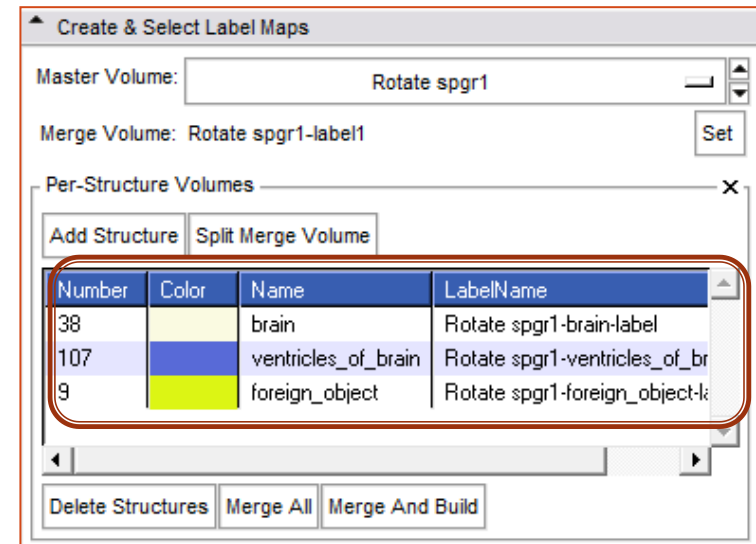 Create & Select Label Maps
Master Volume: Rotate spgr1
Merge Volume: Rotate spgr1-label1 Set
Per-Structure Volumes
Add Structure Split Merge Volume
Number Color Name LabelName
38 brain Rotate spgr1-brain-label
107 ventricles_of_brain Rotate spgr1-ventricles_of_br
9 foreign_object Rotate spgr1-foreign_object-la
Delete Structures Merge All Merge And Build